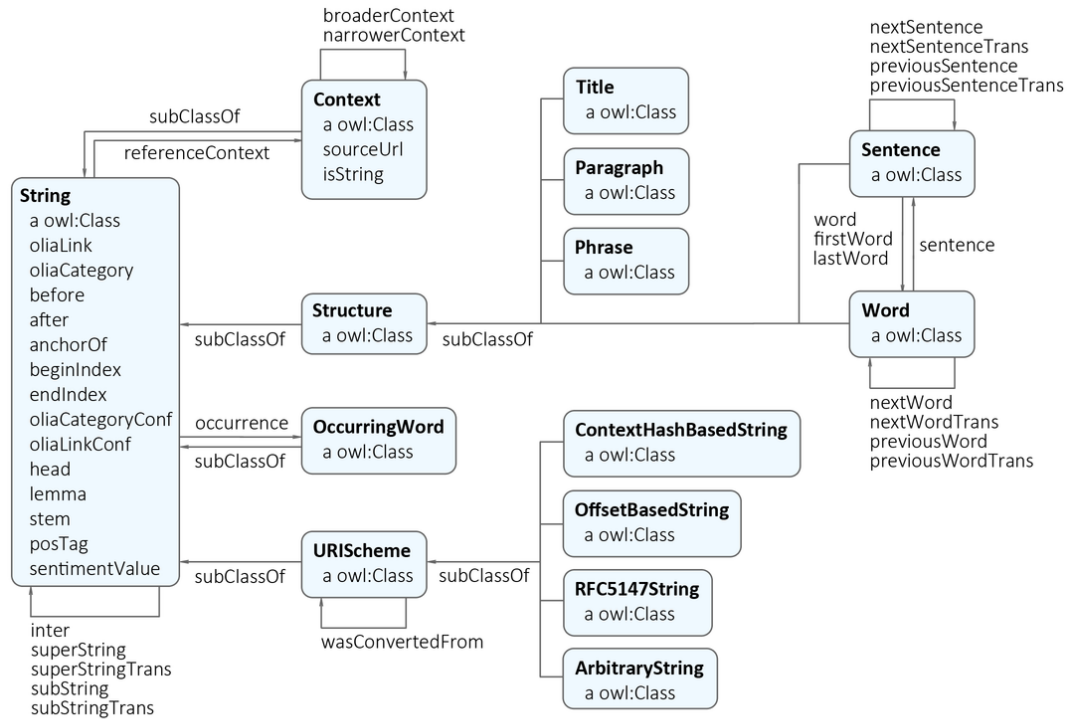 broaderContext
narrowerContext
Context
a owl:Class
sourceUrl
isString
subClassOf
referenceContext
String
a owl:Class
oliaLink
oliaCategory
before
after
anchorOf
beginIndex
endIndex
oliaCategoryConf
oliaLinkConf
head
lemma
stem
posTag
sentimentValue
inter
superString
superStringTrans
subString
subStringTrans
Structure
a owl:Class
subClassOf
subClassOf
occurrence
subClassOf
OccurringWord
a owl:Class
URIScheme
a owl:Class
subClassOf
subClassOf
wasConvertedFrom
Title
a owl:Class
Paragraph
a owl:Class
Phrase
a owl:Class
nextSentence
nextSentenceTrans
previousSentence
previousSentenceTrans
Sentence
a owl:Class
word
firstWord
lastWord
sentence
Word
a owl:Class
nextWord
nextWordTrans
previousWord
previousWordTrans
ContextHashBasedString
a owl:Class
OffsetBasedString
a owl:Class
RFC5147String
a owl:Class
ArbitraryString
a owl:Class